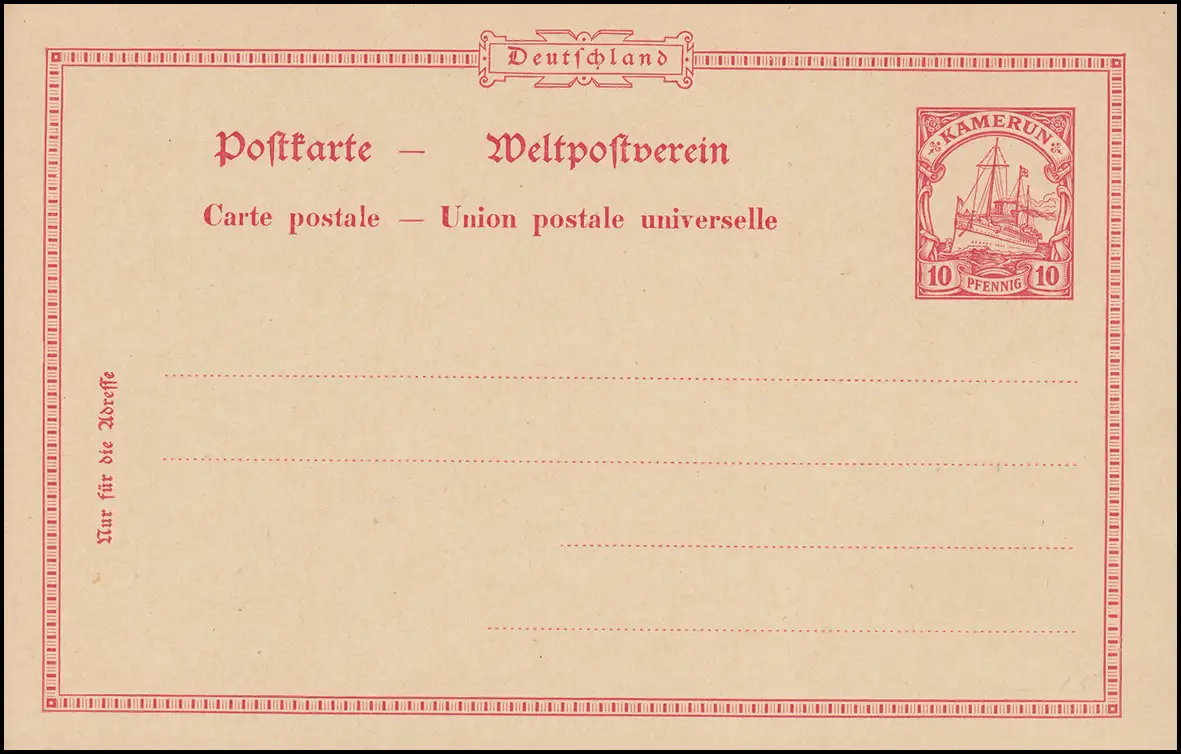 Deutschland
Postkarte — Weltpostverein
Carte postale — Union postale universelle
KAMERUN
10 PFENNIG 10
Nur für die Adresse